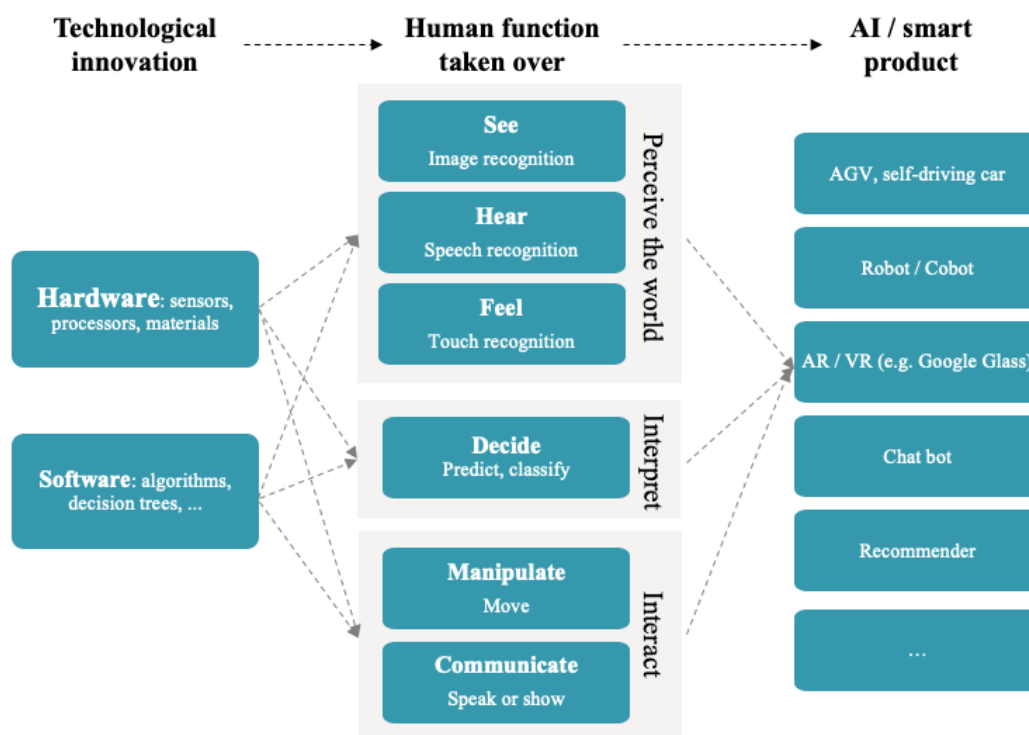 Technological
innovation
Human function
taken over
AI / smart
product
Hardware: sensors,
processors, materials
Software: algorithms,
decision trees, ...
See
Image recognition
Hear
Speech recognition
Feel
Touch recognition
Perceive the world
Decide
Predict, classify
Interpret
Manipulate
Move
Communicate
Speak or show
Interact
AGV, self-driving car
Robot / Cobot
AR / VR (e.g. Google Glass)
Chat bot
Recommender
...